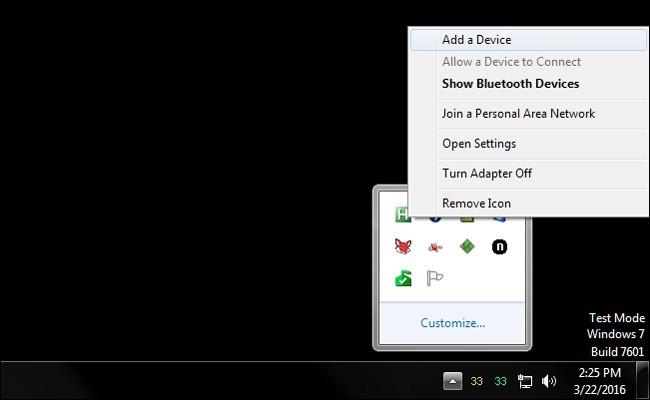 Add a Device
Allow a Device to Connect
Show Bluetooth Devices
Join a Personal Area Network
Open Settings
Turn Adapter Off
Remove Icon
H
n
Customize...
Test Mode
Windows 7
Build 7601
33 33
2:25 PM
3/22/2016